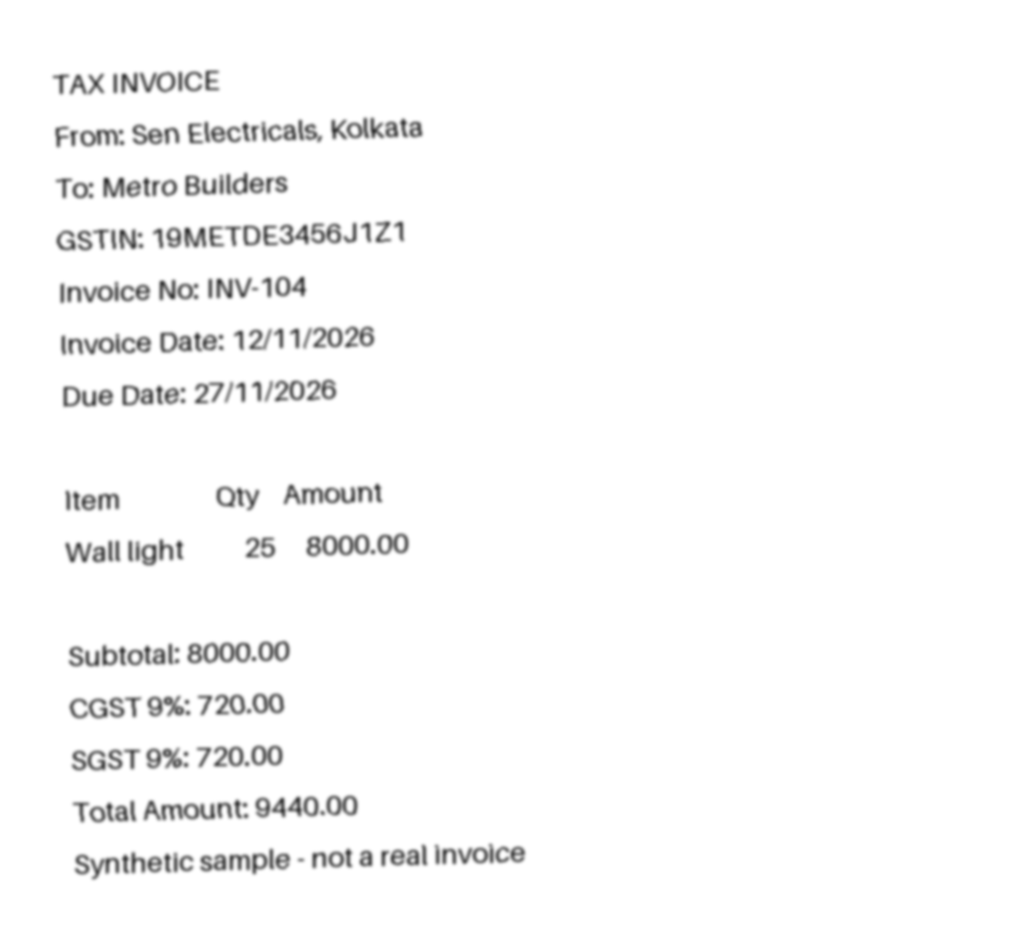 TAX INVOICE
From: Sen Electricals, Kolkata
To: Metro Builders
GSTIN: 19METDE3456J1Z1
Invoice No: INV-104
Invoice Date: 12/11/2026
Due Date: 27/11/2026
Item Qty Amount
Wall light 25 8000.00
Subtotal: 8000.00
CGST 9%: 720.00
SGST 9%: 720.00
Total Amount: 9440.00
Synthetic sample - not a real invoice